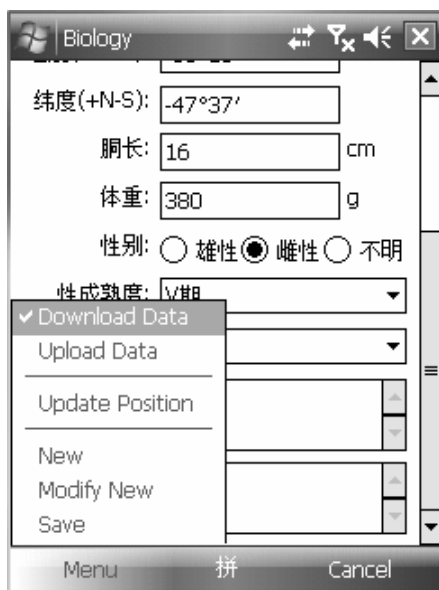 Biology
纬度(+N-S): -47°37′
胴长: 16 cm
体重: 380 g
性别: 雄性 雌性 不明
性成熟度: V期
Download Data
Upload Data
Update Position
New
Modify New
Save
Menu 拼 Cancel